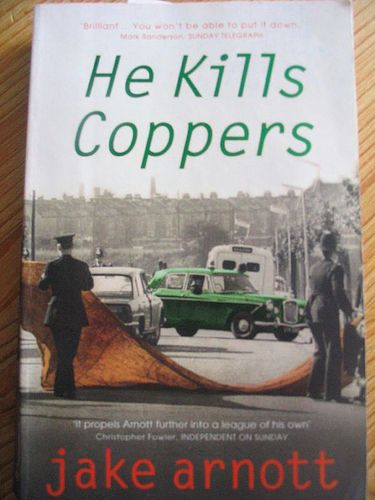 'Brilliant... You won't be able to put it down.'
Mark Sanderson, SUNDAY TELEGRAPH
He Kills
Coppers
'It propels Arnott further into a league of his own'
Christopher Fowler, INDEPENDENT ON SUNDAY
jake arnott